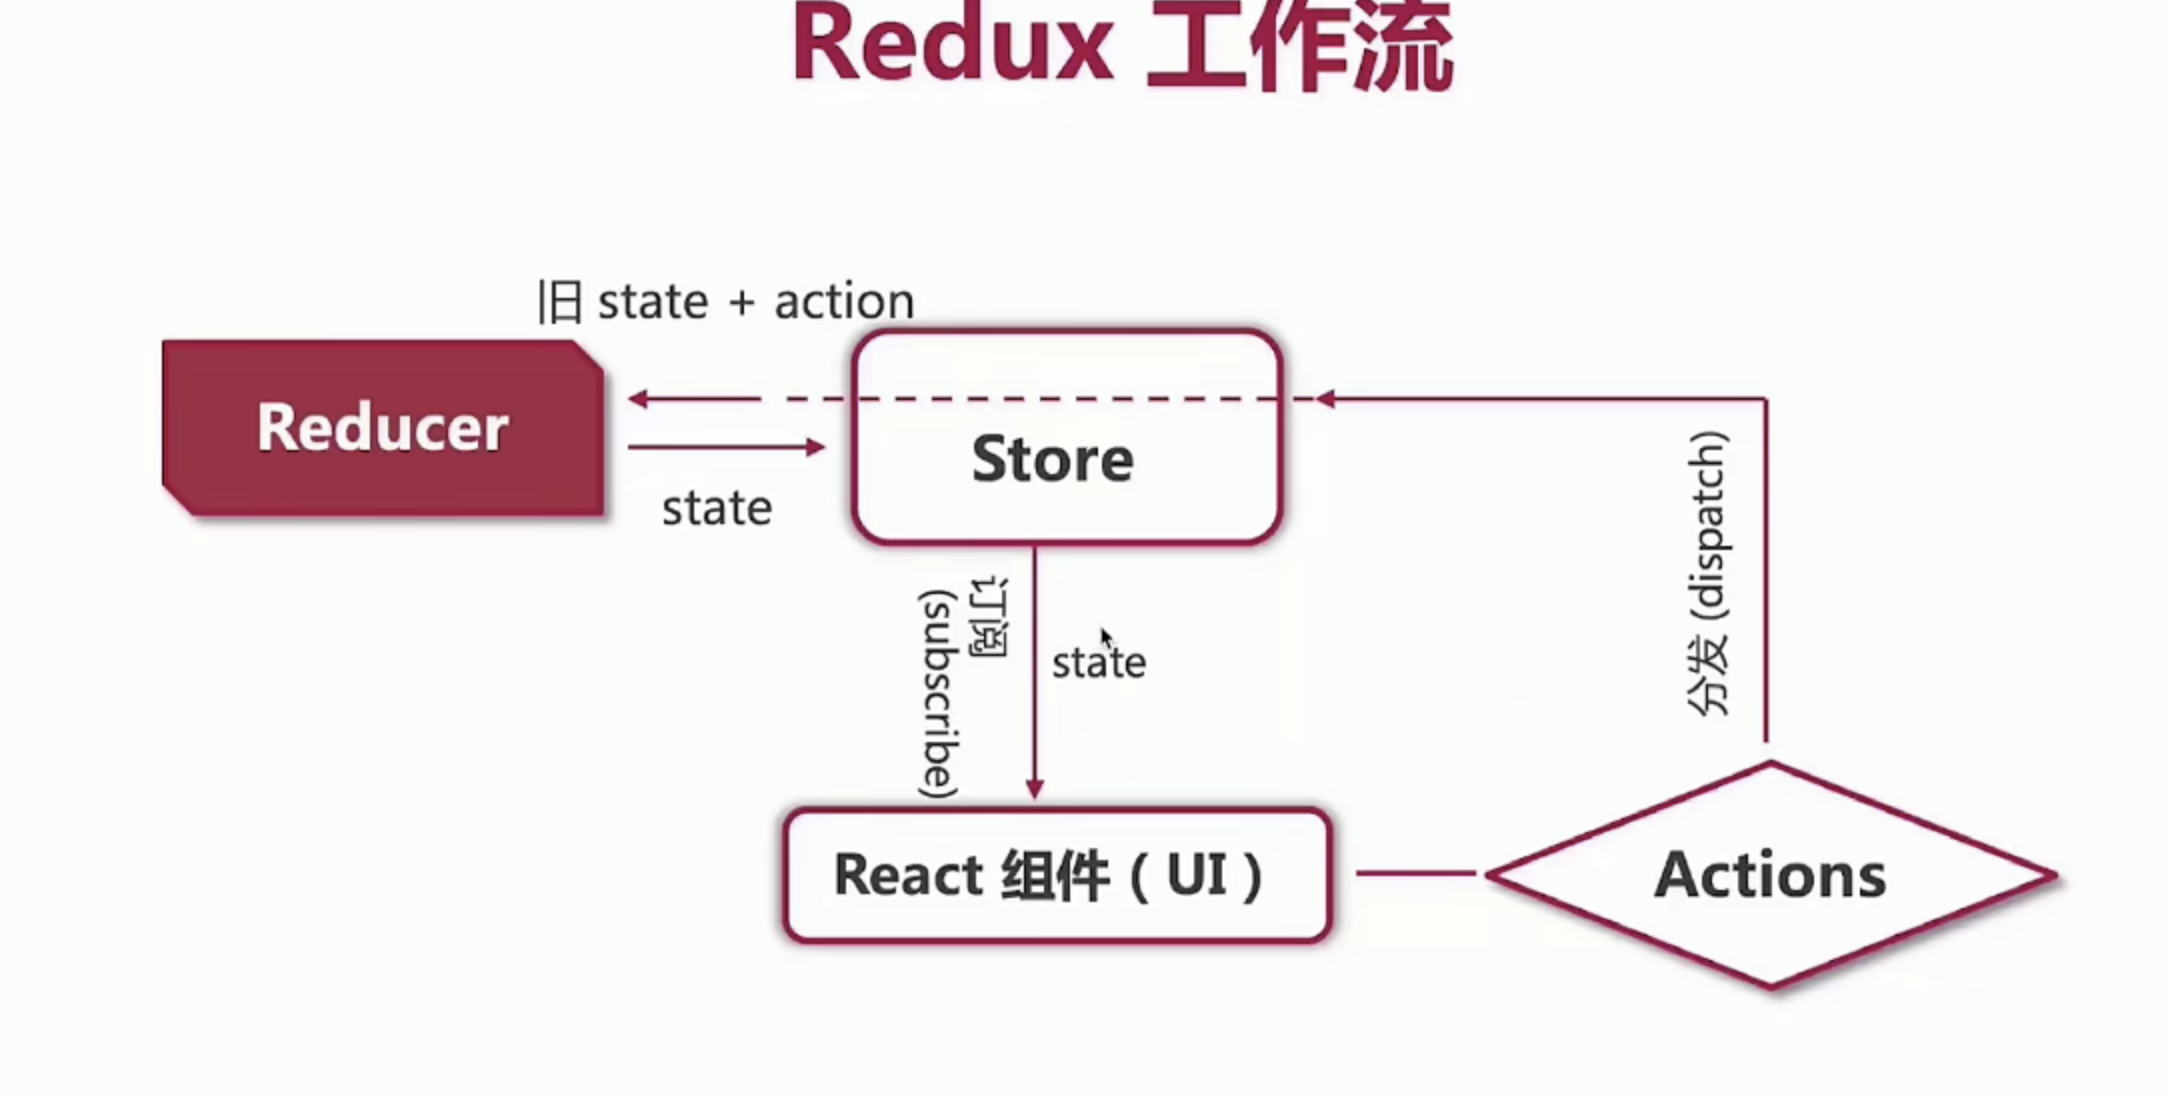 Redux 工作流
旧 state + action
Reducer
Store
state
订阅
(subscribe)
state
分发 (dispatch)
React 组件（UI）
Actions